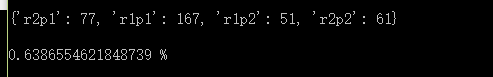 {'r2p1': 77, 'r1p1': 167, 'r1p2': 51, 'r2p2': 61}
0.6386554621848739 %